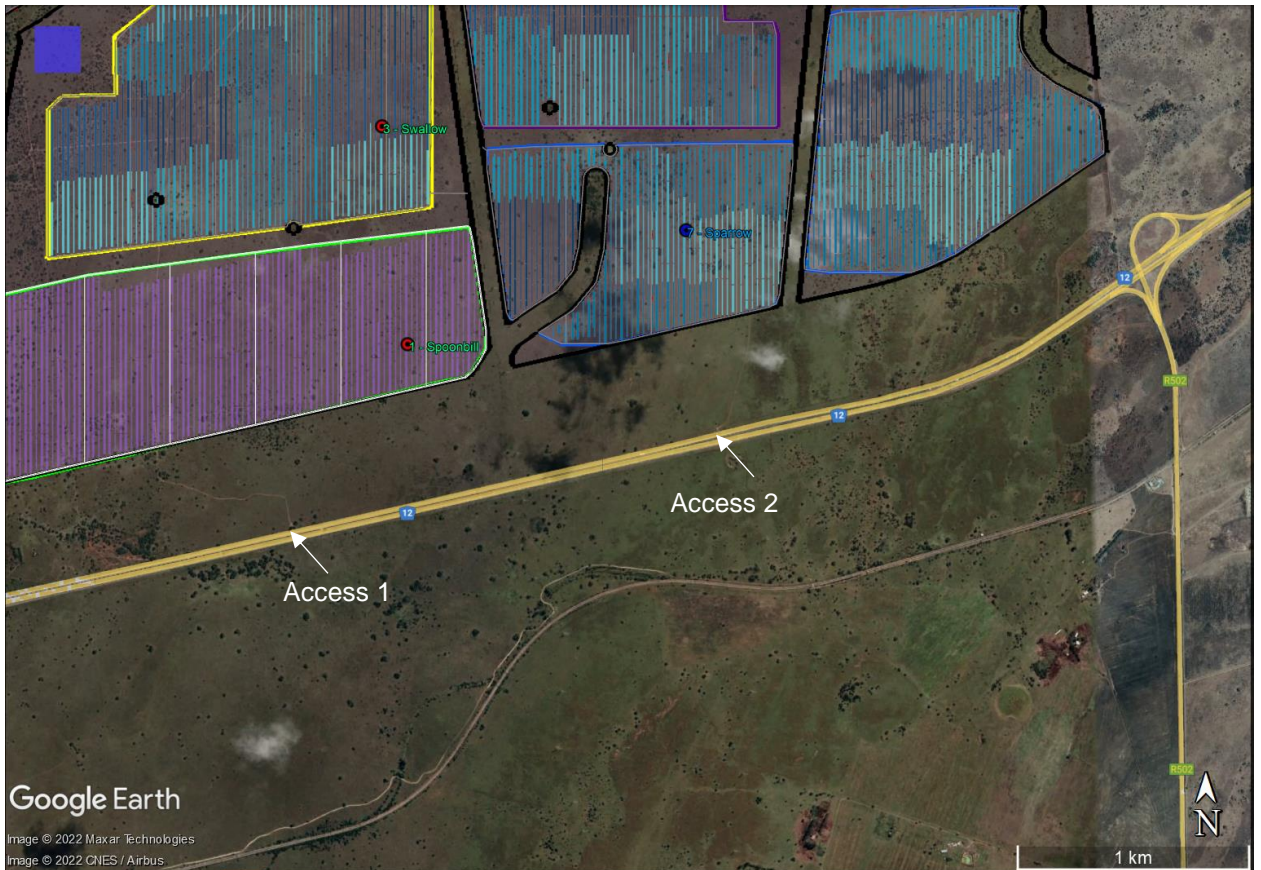 3 - Swallow
7 - Sparrow
12
1 - Spoonbill
R502
12
Access 2
12
Access 1
R502
Google Earth
N
Image © 2022 Maxar Technologies
Image © 2022 CNES / Airbus
1 km